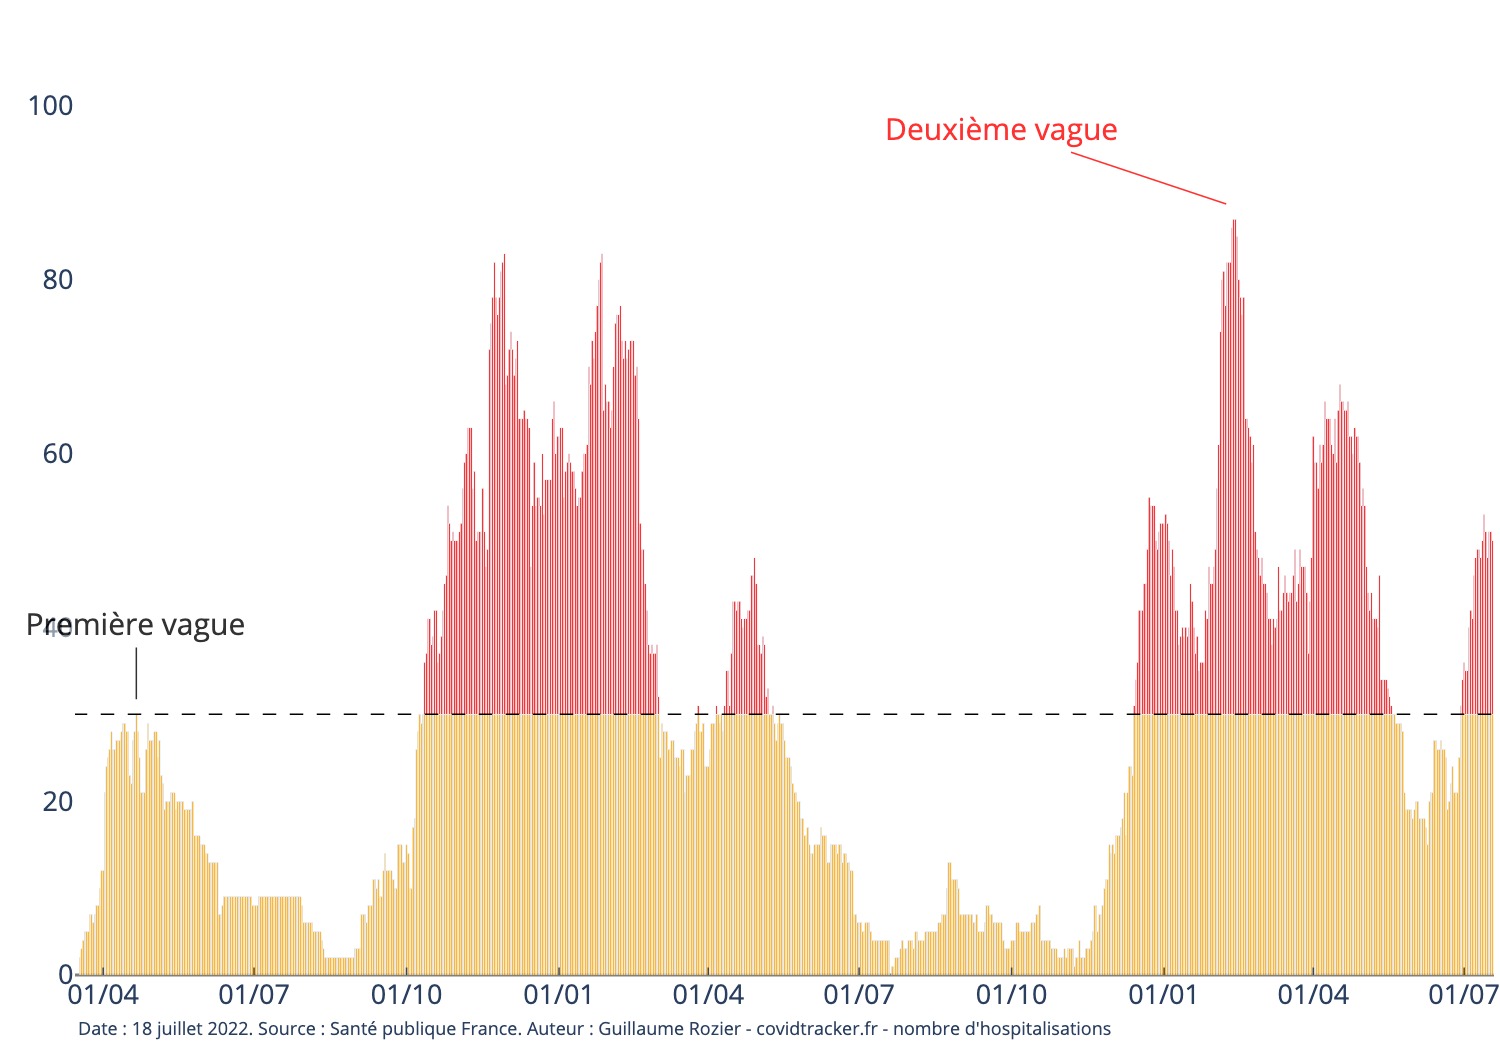 100
Deuxième vague
80
60
Première vague
40
20
0
01/04 01/07 01/10 01/01 01/04 01/07 01/10 01/01 01/04 01/07
Date : 18 juillet 2022. Source : Santé publique France. Auteur : Guillaume Rozier - covidtracker.fr - nombre d'hospitalisations